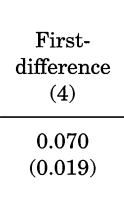 First-
difference
(4)
0.070
(0.019)